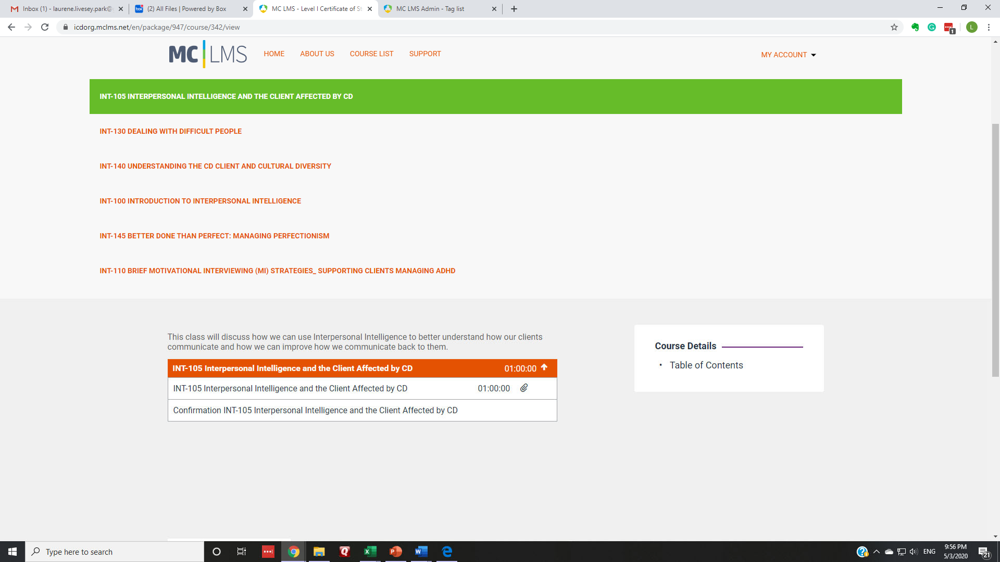 Inbox (1) - laurene.livesey.park@
(2) All Files | Powered by Box
MC LMS - Level I Certificate of St
MC LMS Admin - Tag list
icdorg.mclms.net/en/package/947/course/342/view
L
1
MC LMS
HOME
ABOUT US
COURSE LIST
SUPPORT
MY ACCOUNT
INT-105 INTERPERSONAL INTELLIGENCE AND THE CLIENT AFFECTED BY CD
INT-130 DEALING WITH DIFFICULT PEOPLE
INT-140 UNDERSTANDING THE CD CLIENT AND CULTURAL DIVERSITY
INT-100 INTRODUCTION TO INTERPERSONAL INTELLIGENCE
INT-145 BETTER DONE THAN PERFECT: MANAGING PERFECTIONISM
INT-110 BRIEF MOTIVATIONAL INTERVIEWING (MI) STRATEGIES_ SUPPORTING CLIENTS MANAGING ADHD
This class will discuss how we can use Interpersonal Intelligence to better understand how our clients
communicate and how we can improve how we communicate back to them.
INT-105 Interpersonal Intelligence and the Client Affected by CD 01:00:00
INT-105 Interpersonal Intelligence and the Client Affected by CD 01:00:00
Confirmation INT-105 Interpersonal Intelligence and the Client Affected by CD
Course Details
• Table of Contents
Type here to search
ENG
9:56 PM
5/3/2020
21